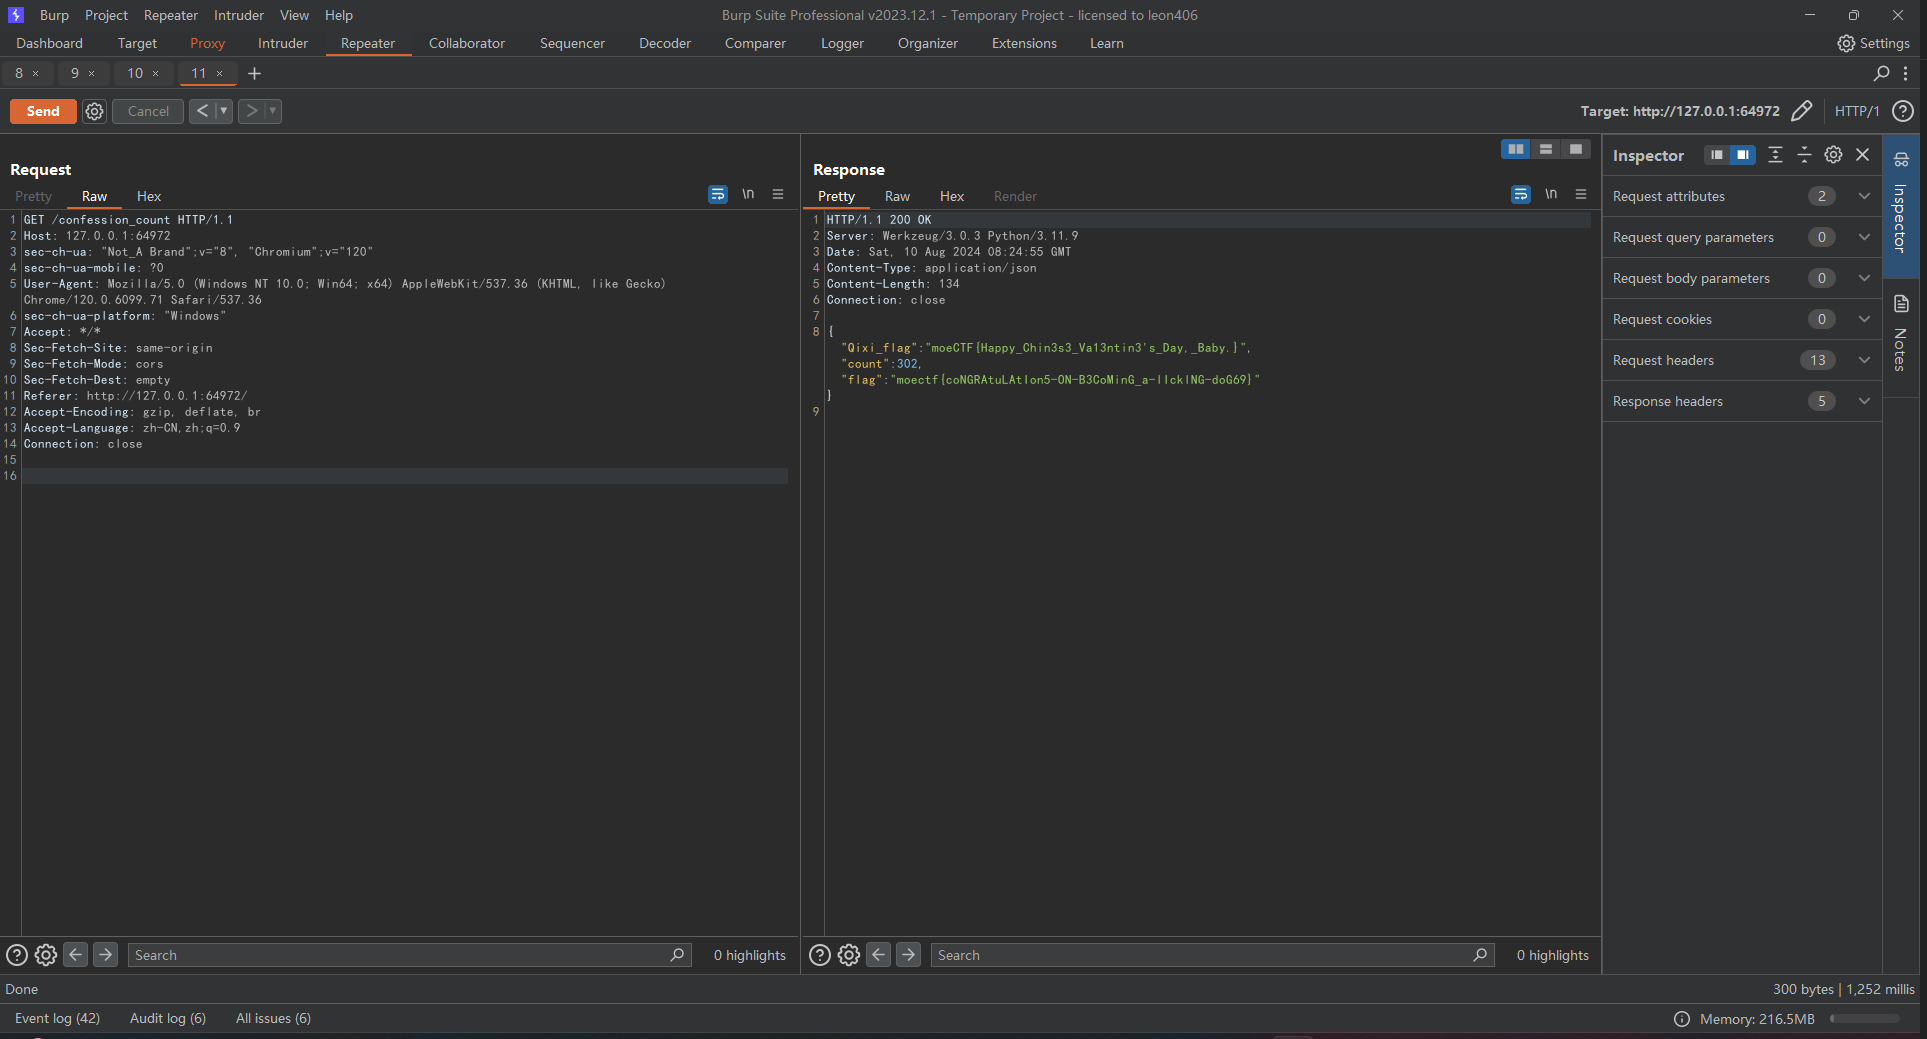 Burp Project Repeater Intruder View Help
Burp Suite Professional v2023.12.1 - Temporary Project - licensed to leon406
Dashboard Target Proxy Intruder Repeater Collaborator Sequencer Decoder Comparer Logger Organizer Extensions Learn
Settings
8 × 9 × 10 × 11 × +
Send Cancel < >
Target: http://127.0.0.1:64972 HTTP/1 ?
Request
Pretty Raw Hex \n
1 GET /confession_count HTTP/1.1
2 Host: 127.0.0.1:64972
3 sec-ch-ua: "Not_A Brand";v="8", "Chromium";v="120"
4 sec-ch-ua-mobile: ?0
5 User-Agent: Mozilla/5.0 (Windows NT 10.0; Win64; x64) AppleWebKit/537.36 (KHTML, like Gecko)
Chrome/120.0.6099.71 Safari/537.36
6 sec-ch-ua-platform: "Windows"
7 Accept: */*
8 Sec-Fetch-Site: same-origin
9 Sec-Fetch-Mode: cors
10 Sec-Fetch-Dest: empty
11 Referer: http://127.0.0.1:64972/
12 Accept-Encoding: gzip, deflate, br
13 Accept-Language: zh-CN,zh;q=0.9
14 Connection: close
15
16
? Search 0 highlights
Response
Pretty Raw Hex Render \n
1 HTTP/1.1 200 OK
2 Server: Werkzeug/3.0.3 Python/3.11.9
3 Date: Sat, 10 Aug 2024 08:24:55 GMT
4 Content-Type: application/json
5 Content-Length: 134
6 Connection: close
7
8 {
"Qixi_flag":"moeCTF{Happy_Chin3s3_Va13ntin3's_Day,_Baby.}",
"count":302,
"flag":"moectf{coNGRAtuLAtIon5-ON-B3CoMinG_a-lIckING-doG69}"
}
9
? Search 0 highlights
Inspector
Request attributes 2
Request query parameters 0
Request body parameters 0
Request cookies 0
Request headers 13
Response headers 5
Inspector
Notes
Done
300 bytes | 1,252 millis
Event log (42) All issues (6) Audit log (6)
Memory: 216.5MB